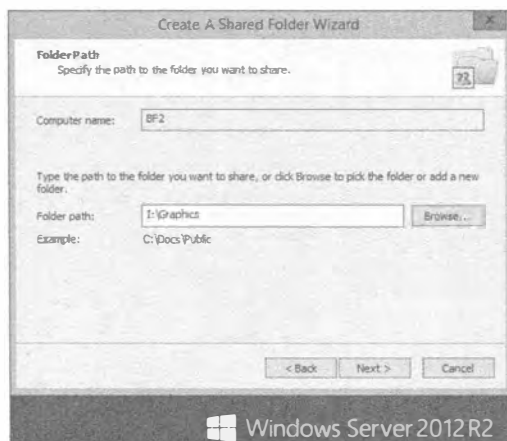 Create A Shared Folder Wizard
Folder Path
Specify the path to the folder you want to share.
Computer name:
BF2
Type the path to the folder you want to share, or click Browse to pick the folder or add a new
folder.
Folder path:
I:\Graphics
Browse...
Example:
C:\Docs\Public
< Back
Next >
Cancel
Windows Server 2012 R2